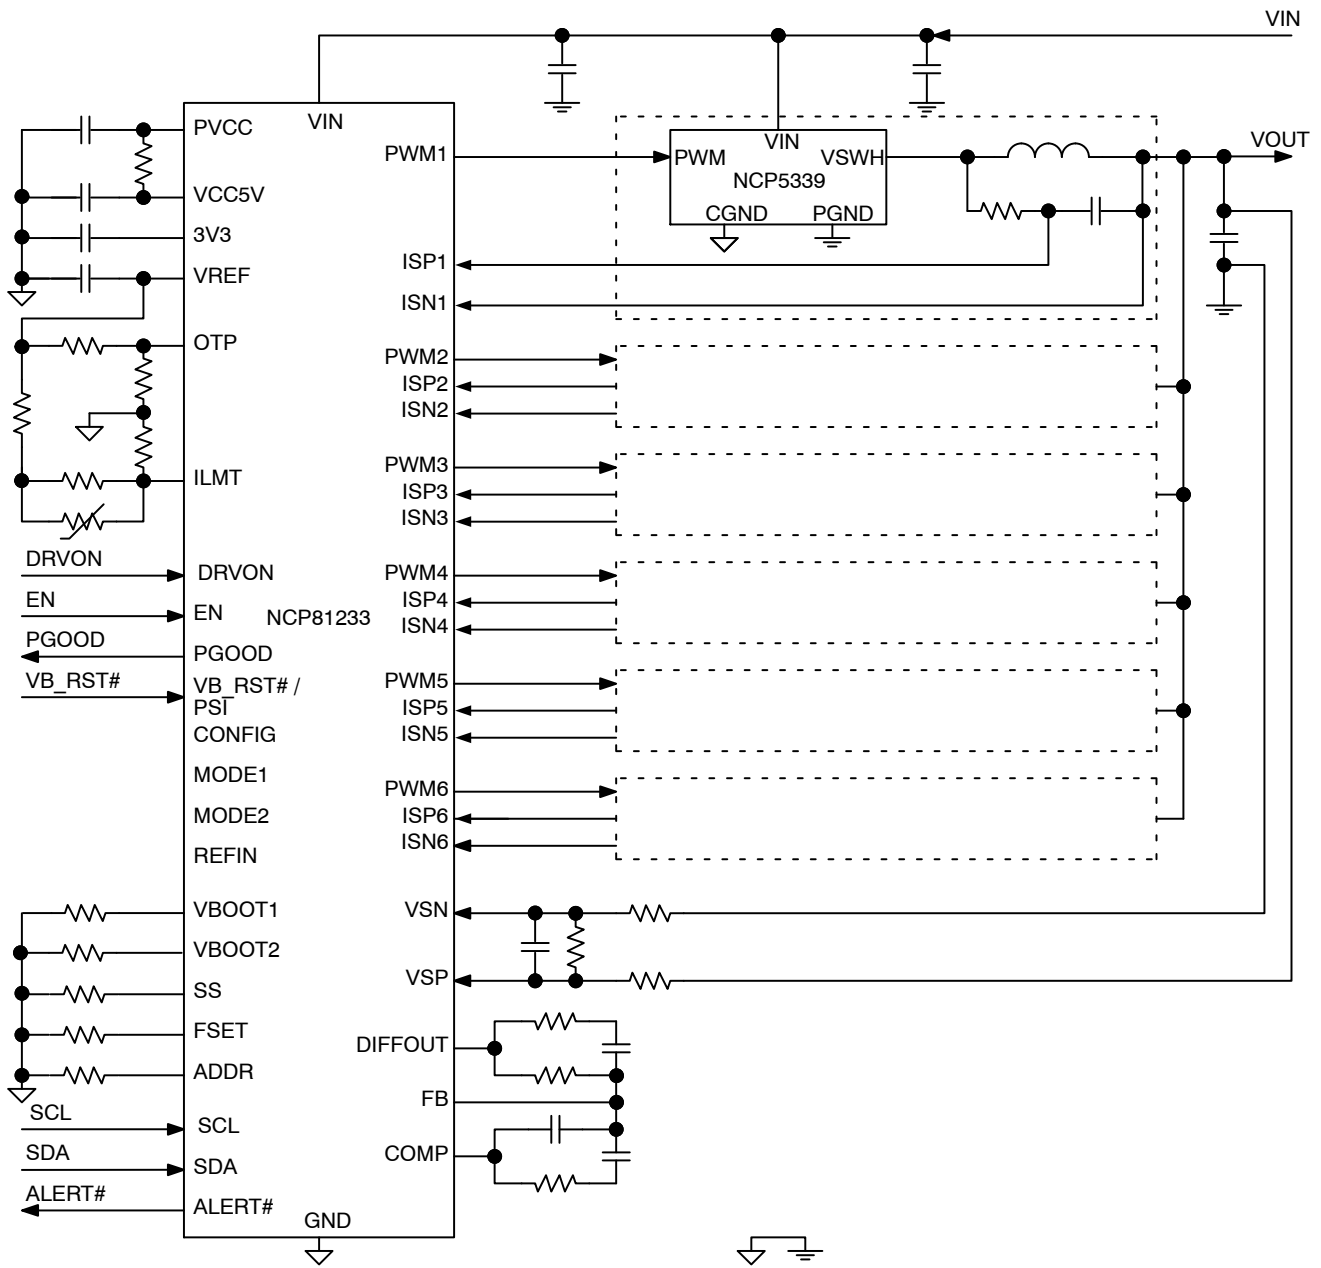 VIN
VIN
PVCC
VCC5V
3V3
VREF
OTP
ILMT
DRVON
DRVON
EN
EN
PGOOD
PGOOD
VB_RST#
VB_RST# /
PSI
CONFIG
MODE1
MODE2
REFIN
VBOOT1
VBOOT2
SS
FSET
ADDR
SCL
SCL
SDA
SDA
ALERT#
ALERT#
NCP81233
GND
PWM1
ISP1
ISN1
PWM2
ISP2
ISN2
PWM3
ISP3
ISN3
PWM4
ISP4
ISN4
PWM5
ISP5
ISN5
PWM6
ISP6
ISN6
VSN
VSP
DIFFOUT
FB
COMP
VIN
PWM
VSWH
NCP5339
CGND
PGND
VOUT